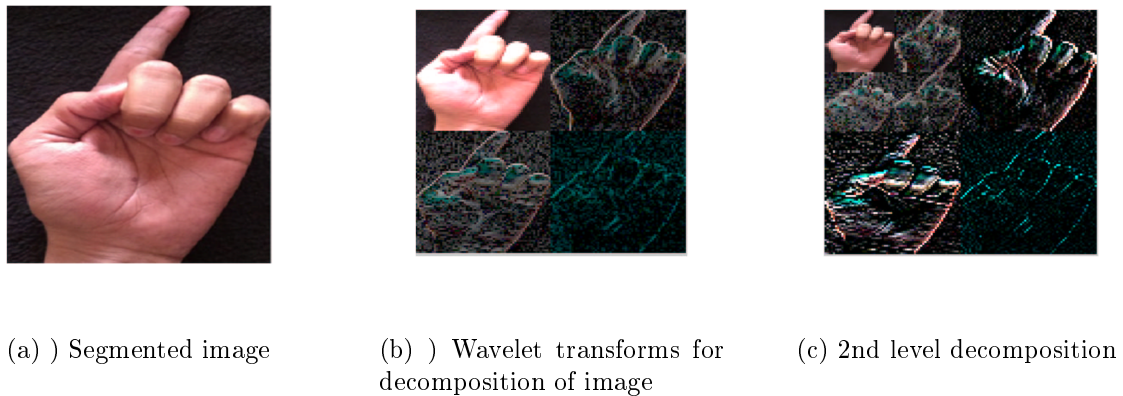 (a) ) Segmented image
(b) ) Wavelet transforms for
decomposition of image
(c) 2nd level decomposition